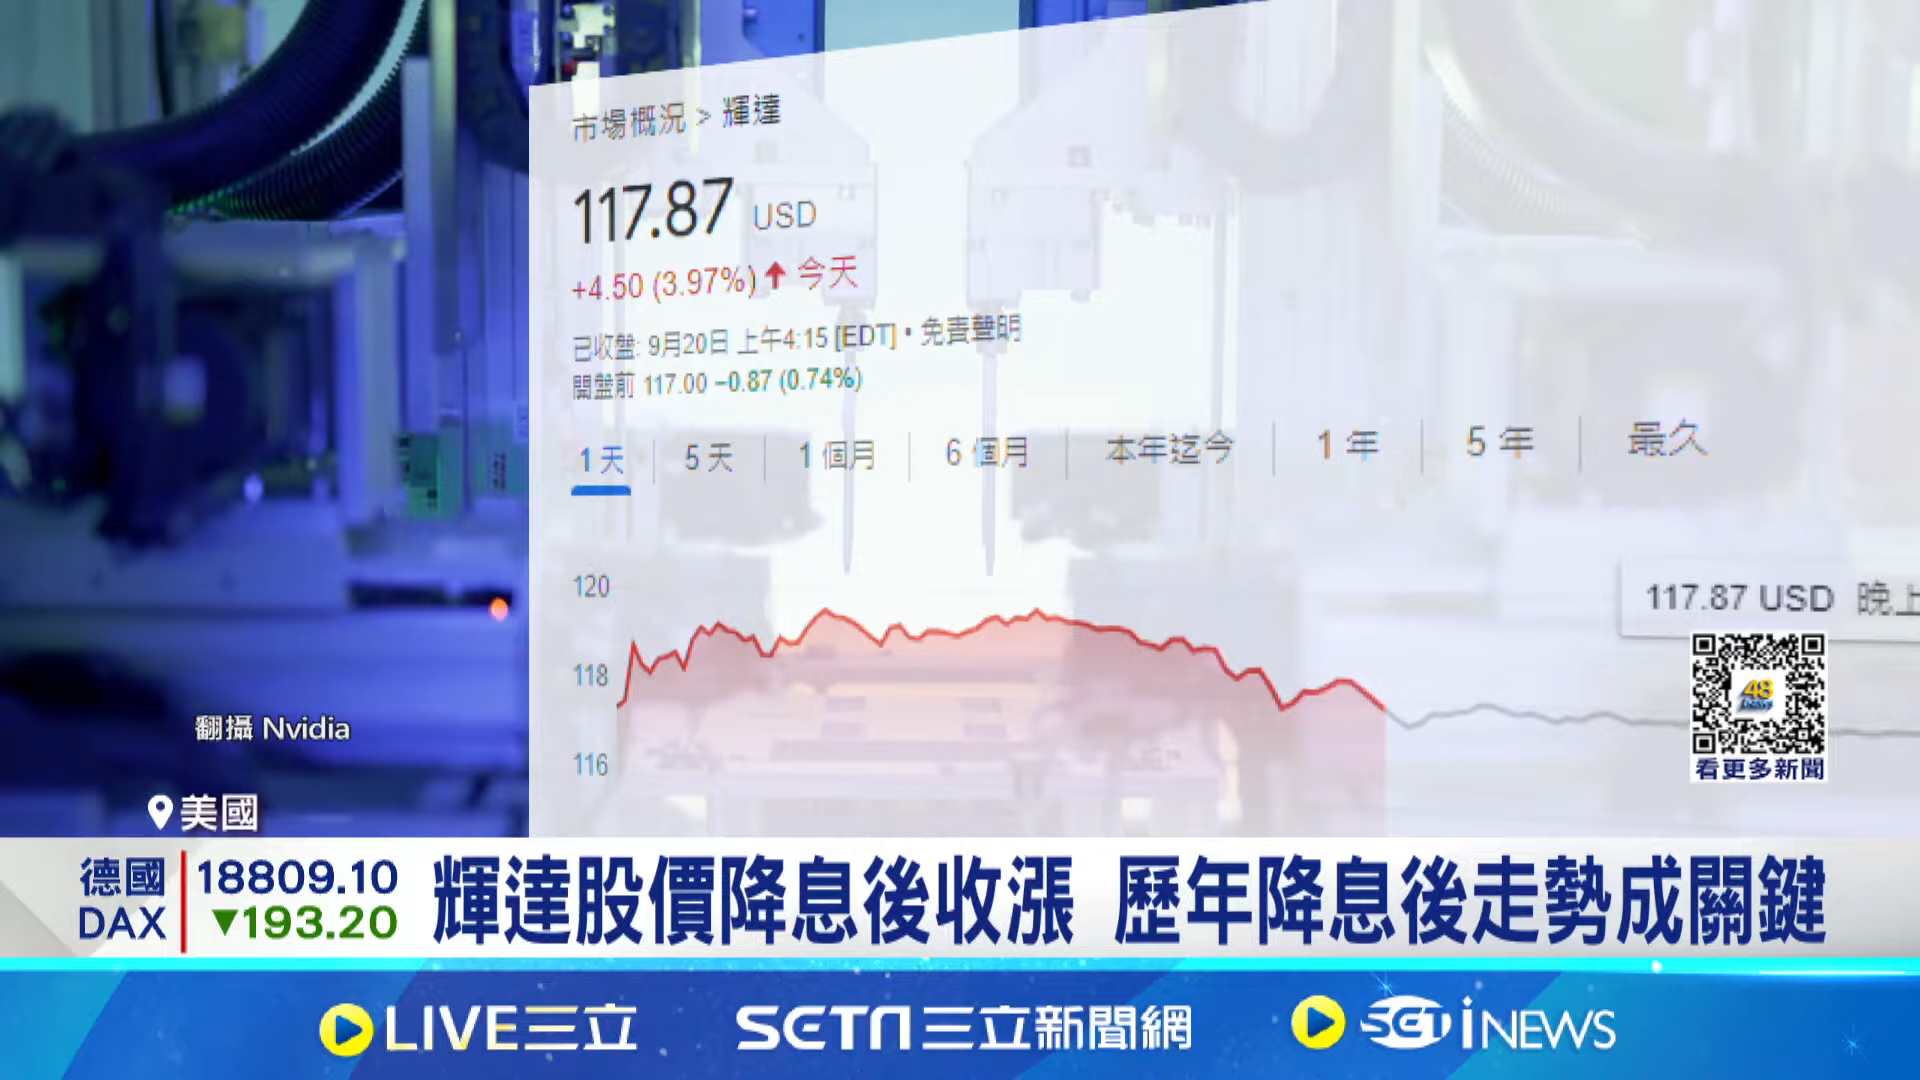 市場概況 > 輝達
117.87 USD
+4.50 (3.97%) ↑ 今天
已收盤: 9月20日 上午4:15 [EDT] • 免責聲明
開盤前 117.00 −0.87 (0.74%)
1天 5天 1個月 6個月 本年迄今 1年 5年 最久
120
118
116
117.87 USD 晚上
48
看更多新聞
翻攝 Nvidia
美國
德國 DAX
18809.10
▼193.20
輝達股價降息後收漲 歷年降息後走勢成關鍵
LIVE三立
SETN三立新聞網
SETiNEWS